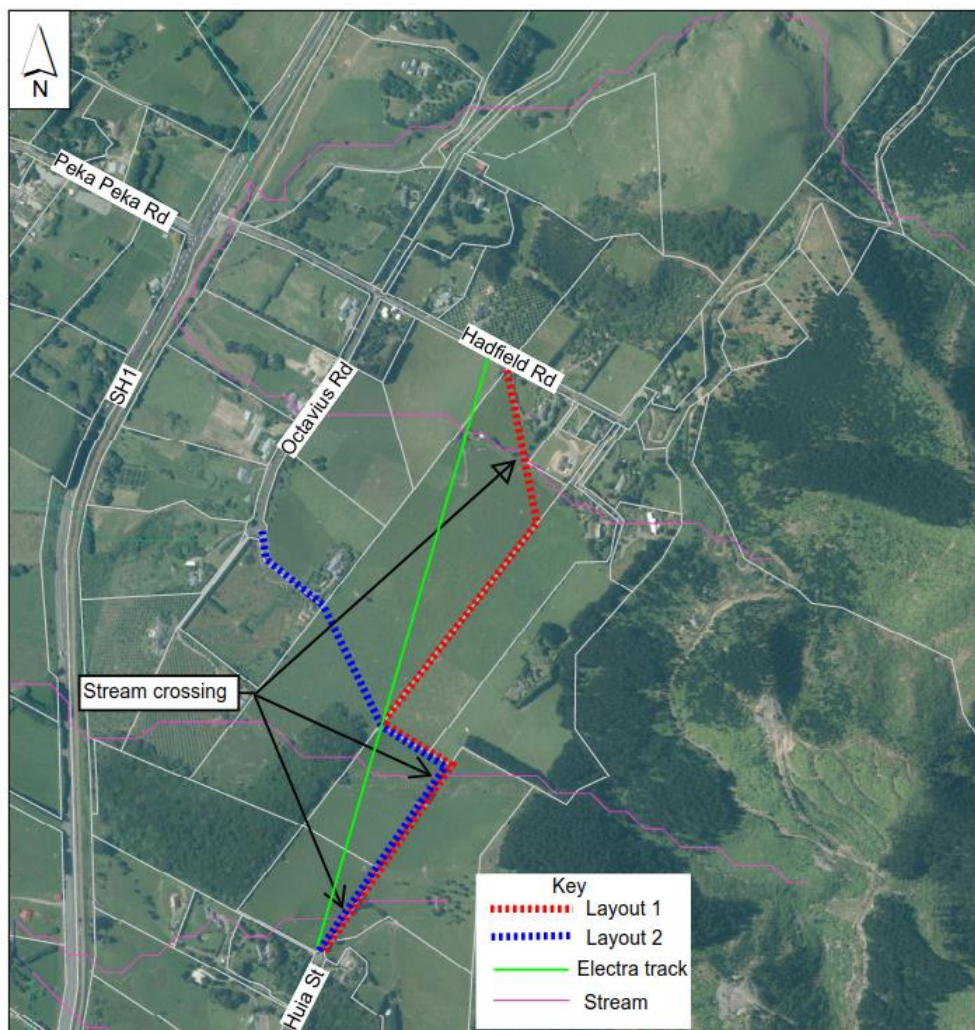 N
Peka Peka Rd
Hadfield Rd
SH1
Octavius Rd
Stream crossing
Key
Layout 1
Layout 2
Electra track
Stream
Huia St